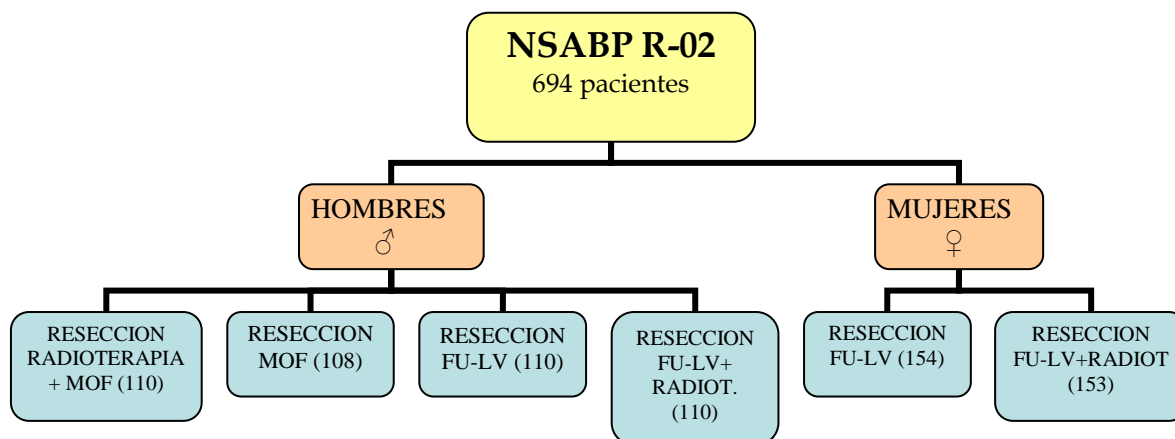 NSABP R-02
694 pacientes
HOMBRES
♂
MUJERES
♀
RESECCION
RADIOTERAPIA
+ MOF (110)
RESECCION
MOF (108)
RESECCION
FU-LV (110)
RESECCION
FU-LV+
RADIOT.
(110)
RESECCION
FU-LV (154)
RESECCION
FU-LV+RADIOT
(153)